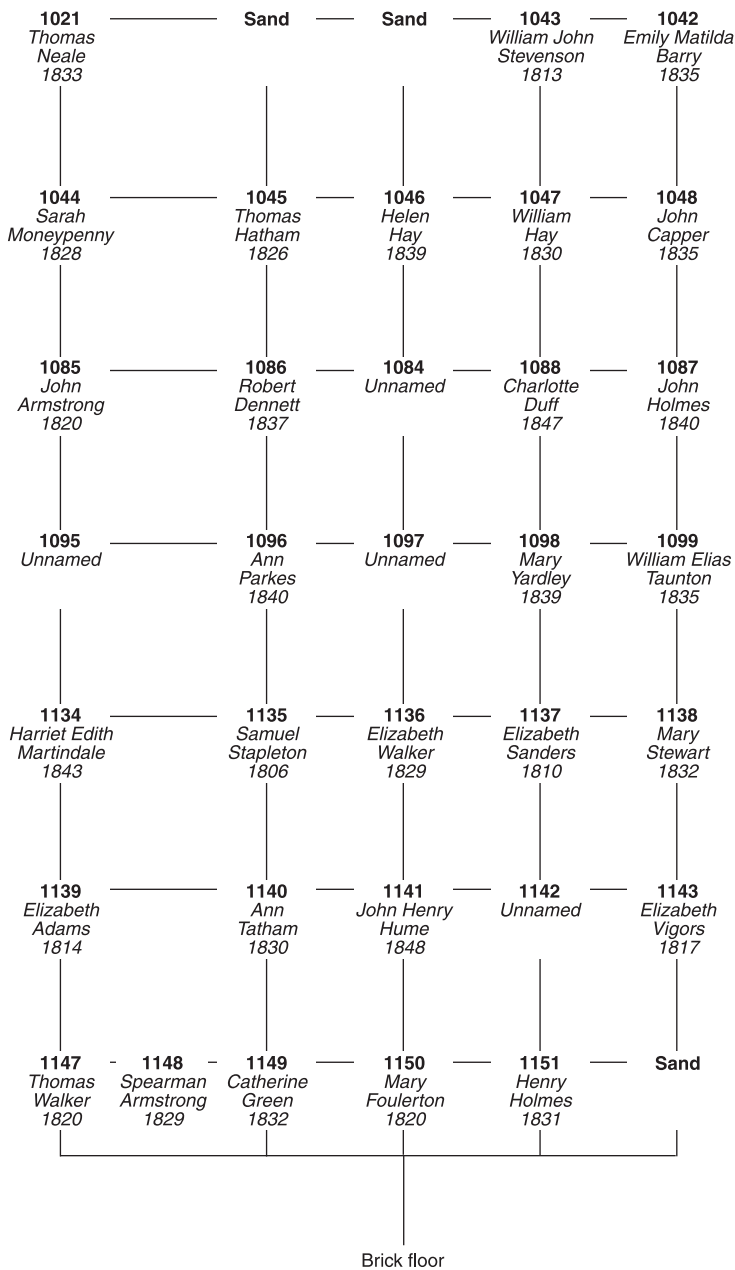 1021 Sand Sand 1043 1042
Thomas William John Emily Matilda
Neale Stevenson Barry
1833 1813 1835
1044 1045 1046 1047 1048
Sarah Thomas Helen William John
Moneypenny Hatham Hay Hay Capper
1828 1826 1839 1830 1835
1085 1086 1084 1088 1087
John Robert Unnamed Charlotte John
Armstrong Dennett Duff Holmes
1820 1837 1847 1840
1095 1096 1097 1098 1099
Unnamed Ann Unnamed Mary William Elias
Parkes Yardley Taunton
1840 1839 1835
1134 1135 1136 1137 1138
Harriet Edith Samuel Elizabeth Elizabeth Mary
Martindale Stapleton Walker Sanders Stewart
1843 1806 1829 1810 1832
1139 1140 1141 1142 1143
Elizabeth Ann John Henry Unnamed Elizabeth
Adams Tatham Hume Vigors
1814 1830 1848 1817
1147 1148 1149 1150 1151 Sand
Thomas Spearman Catherine Mary Henry
Walker Armstrong Green Foulerton Holmes
1820 1829 1832 1820 1831
Brick floor